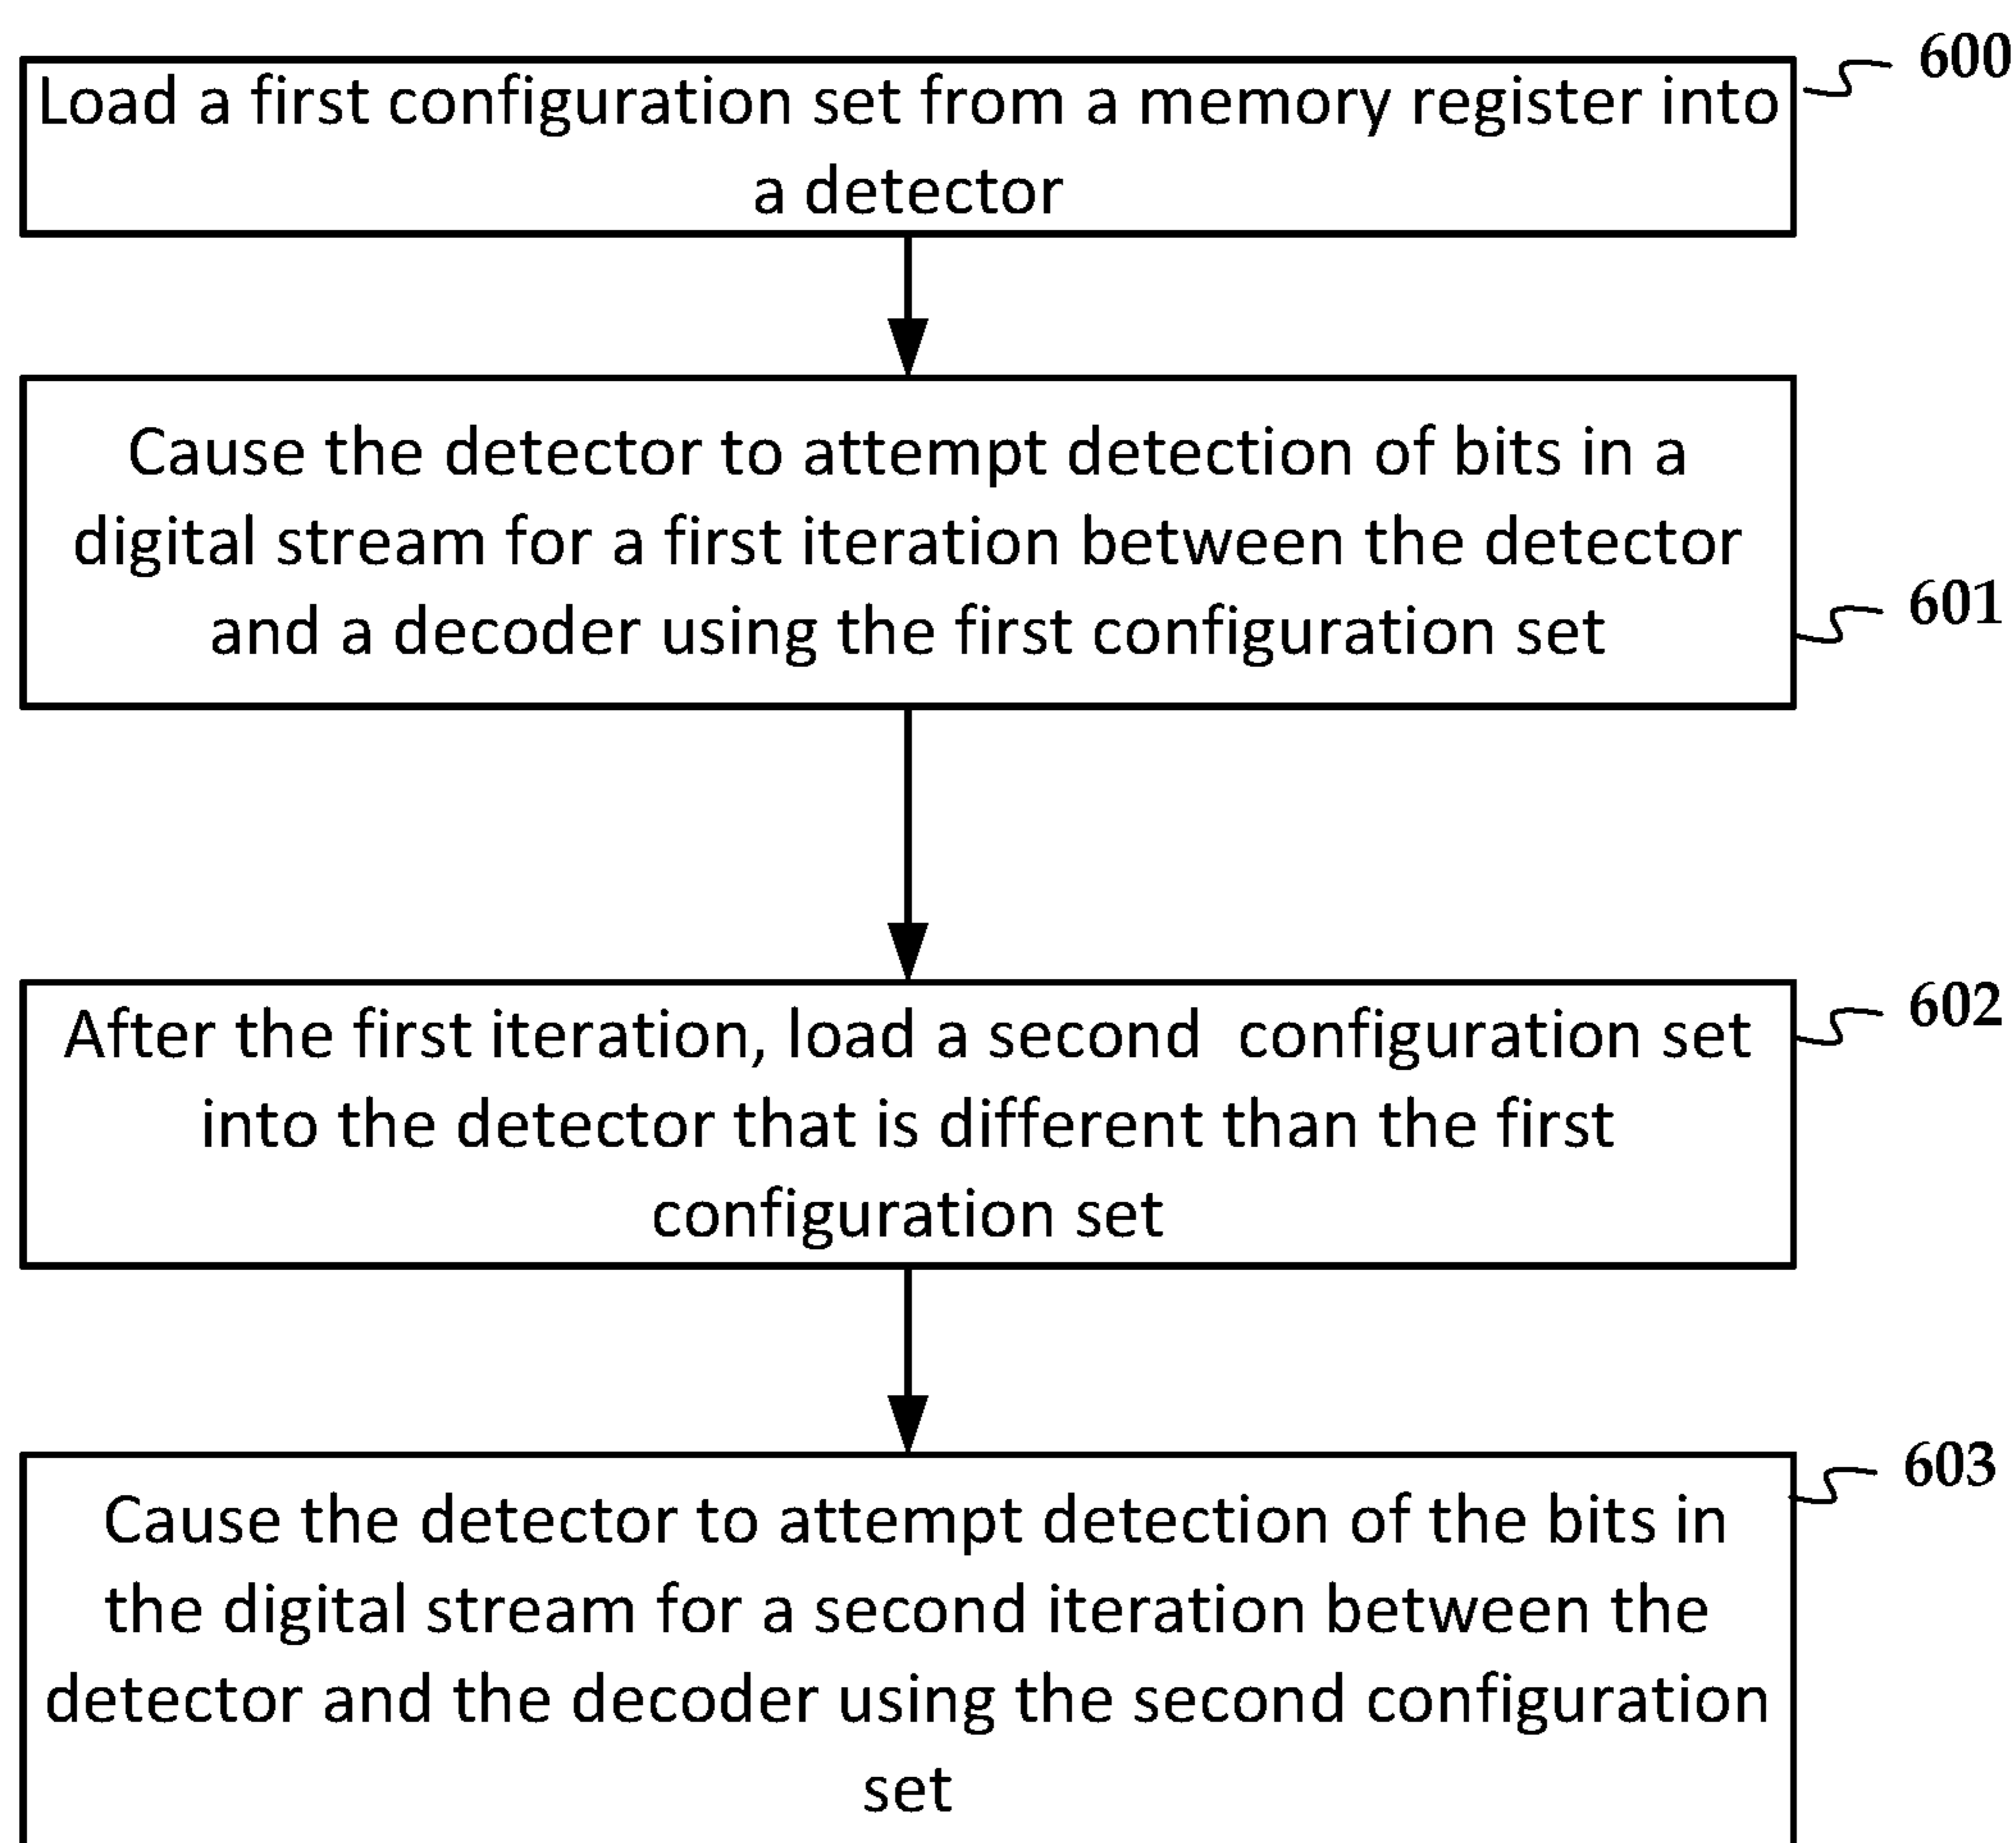 600
Load a first configuration set from a memory register into
a detector
Cause the detector to attempt detection of bits in a
digital stream for a first iteration between the detector
601
and a decoder using the first configuration set
602
After the first iteration, load a second  configuration set
into the detector that is different than the first
configuration set
603
Cause the detector to attempt detection of the bits in
the digital stream for a second iteration between the
detector and the decoder using the second configuration
set